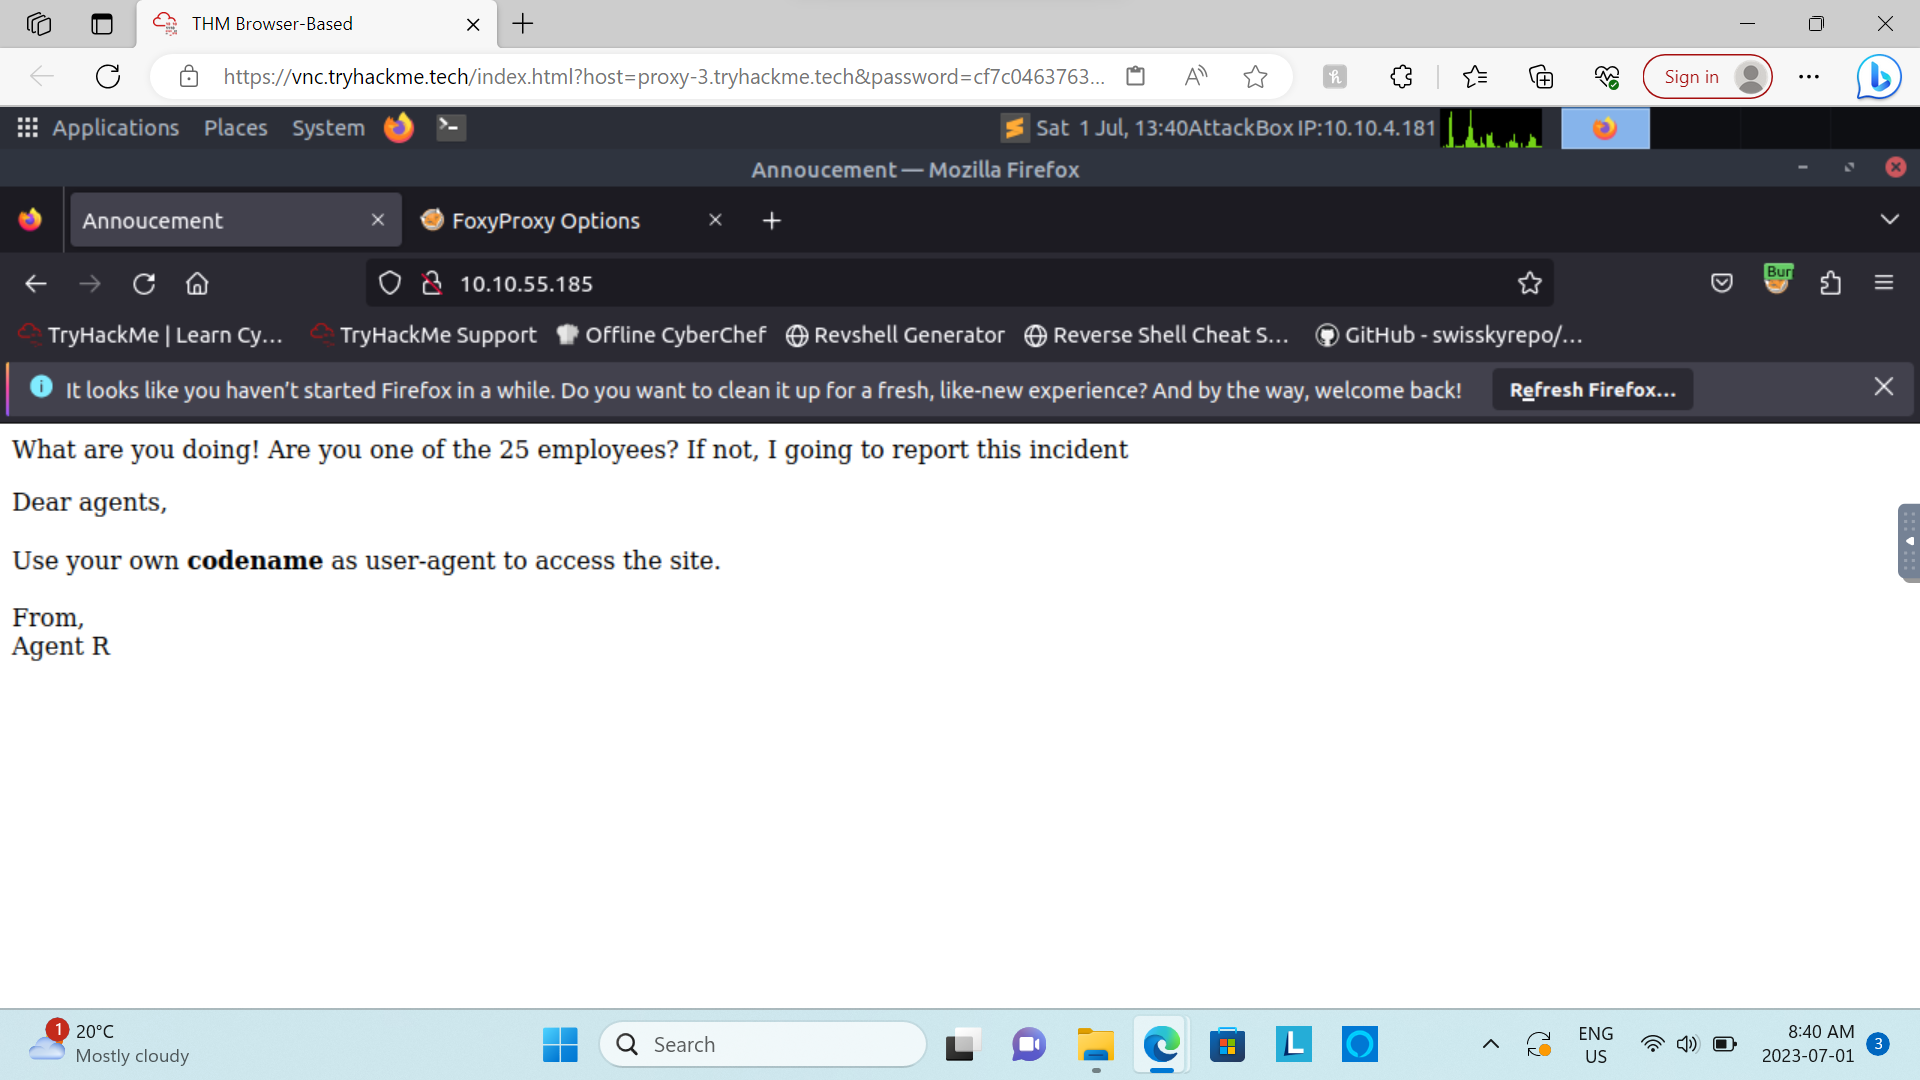 THM Browser-Based
https://vnc.tryhackme.tech/index.html?host=proxy-3.tryhackme.tech&password=cf7c0463763...
Sign in
Applications Places System Sat 1 Jul, 13:40 AttackBox IP:10.10.4.181
Annoucement — Mozilla Firefox
Annoucement FoxyProxy Options
10.10.55.185
Bur
TryHackMe | Learn Cy... TryHackMe Support Offline CyberChef Revshell Generator Reverse Shell Cheat S... GitHub - swisskyrepo/...
It looks like you haven't started Firefox in a while. Do you want to clean it up for a fresh, like-new experience? And by the way, welcome back! Refresh Firefox...
What are you doing! Are you one of the 25 employees? If not, I going to report this incident
Dear agents,
Use your own codename as user-agent to access the site.
From,
Agent R
1 20°C
Mostly cloudy
Search
L
ENG
US
8:40 AM
2023-07-01
3